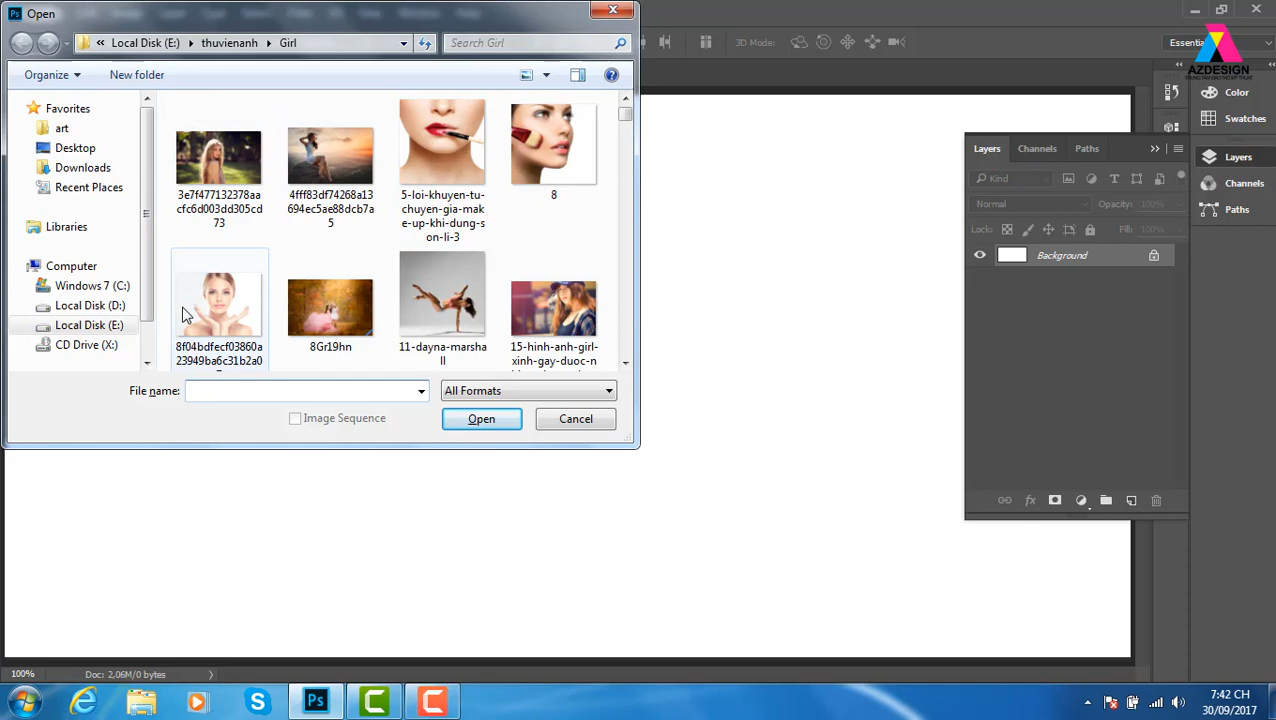 Open
Local Disk (E:)
thuvienanh
Girl
Search Girl
Organize
New folder
Favorites
art
Desktop
Downloads
Recent Places
Libraries
Computer
Windows 7 (C:)
Local Disk (D:)
Local Disk (E:)
CD Drive (X:)
3e7f477132378aa
cfc6d003dd305cd
73
4fff83df74268a13
694ec5ae88dcb7a
5
5-loi-khuyen-tu-
chuyen-gia-mak
e-up-khi-dung-s
on-li-3
8
8f04bdfecf03860a
23949ba6c31b2a0
8Gr19hn
11-dayna-marsha
ll
15-hinh-anh-girl-
xinh-gay-duoc-n
File name:
All Formats
Image Sequence
Open
Cancel
3D Mode:
Essentia
AZDESIGN
Color
Swatches
Layers
Channels
Paths
Layers
Channels
Paths
Kind
Normal
Opacity: 100%
Lock:
Fill: 100%
Background
fx
100%
Doc: 2,06M/0 bytes
7:42 CH
30/09/2017